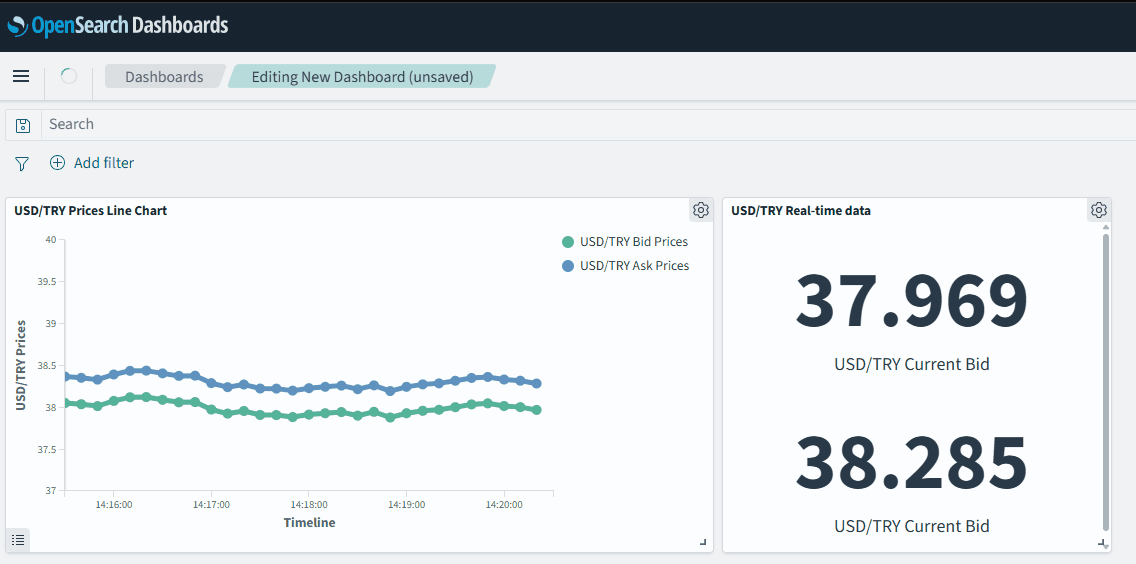 OpenSearch Dashboards
Dashboards
Editing New Dashboard (unsaved)
Search
Add filter
USD/TRY Prices Line Chart
40
39.5
39
38.5
38
37.5
37
USD/TRY Prices
14:16:00
14:17:00
14:18:00
14:19:00
14:20:00
Timeline
USD/TRY Bid Prices
USD/TRY Ask Prices
USD/TRY Real-time data
37.969
USD/TRY Current Bid
38.285
USD/TRY Current Bid